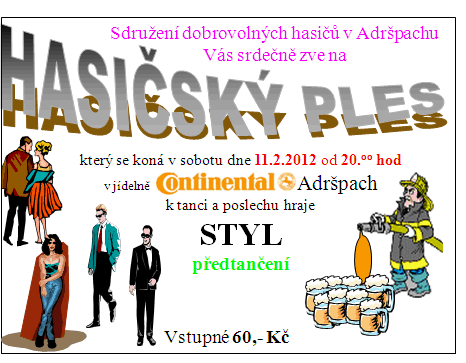 Sdružení dobrovolných hasičů v Adršpachu
Vás srdečně zve na
HASIČSKÝ PLES
který se koná v sobotu dne 11.2.2012 od 20.ºº hod
v jídelně Continental Adršpach
k tanci a poslechu hraje
STYL
předtančení
Vstupné 60,- Kč